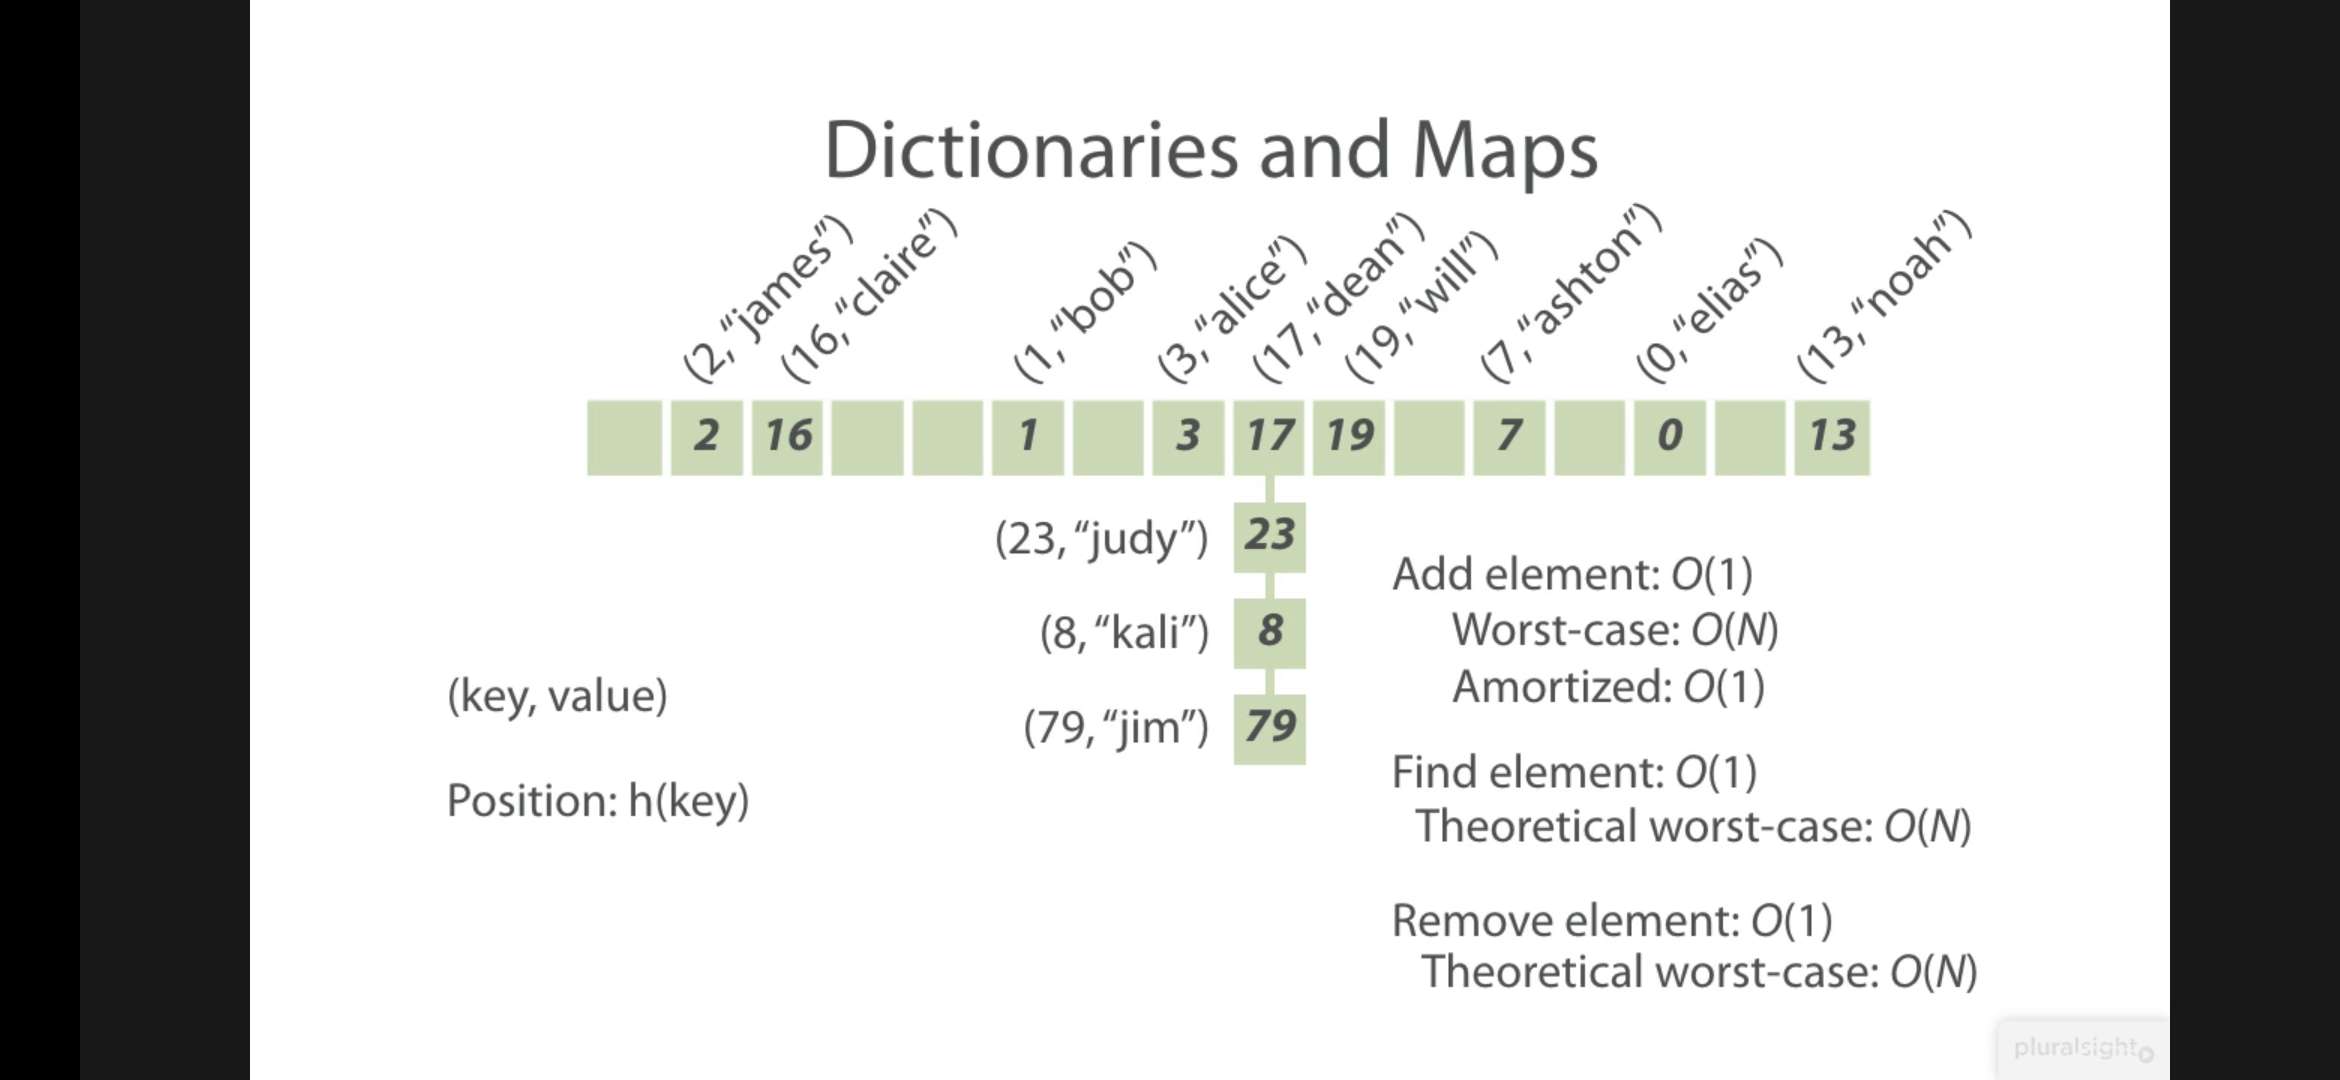 Dictionaries and Maps
(2, “james”)
(16, “claire”)
(1, “bob”)
(3, “alice”)
(17, “dean”)
(19, “will”)
(7, “ashton”)
(0, “elias”)
(13, “noah”)
2 16 1 3 17 19 7 0 13
(23, “judy”) 23
(8, “kali”) 8
(79, “jim”) 79
(key, value)
Position: h(key)
Add element: O(1)
Worst-case: O(N)
Amortized: O(1)
Find element: O(1)
Theoretical worst-case: O(N)
Remove element: O(1)
Theoretical worst-case: O(N)
pluralsight